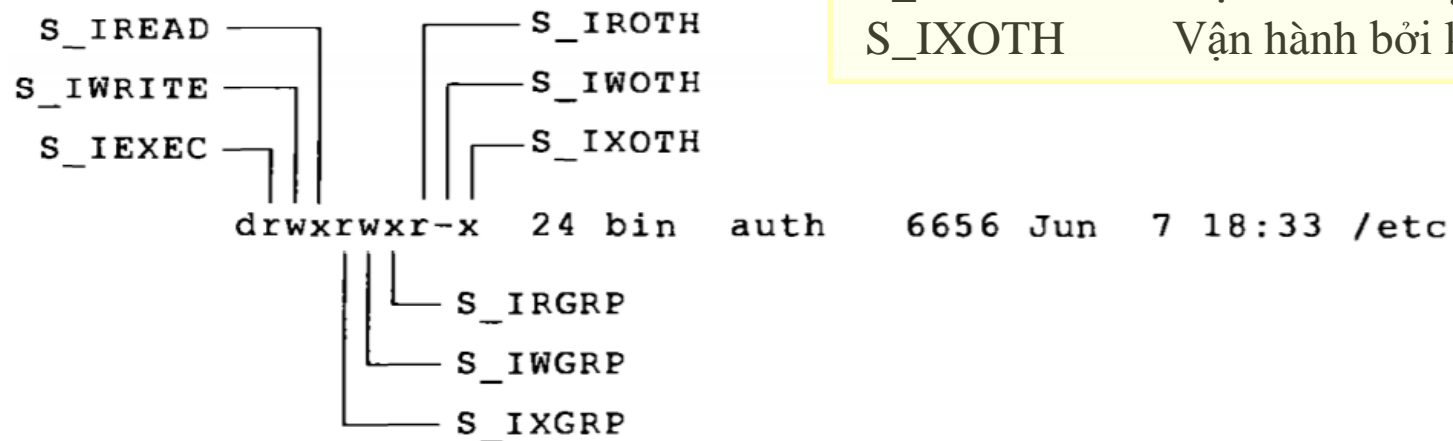 S_IREAD
S_IROTH
S_IXOTH Vận hành bởi
S_IWRITE
S_IWOTH
S_IEXEC
S_IXOTH
drwxrwxr-x 24 bin auth 6656 Jun 7 18:33 /etc
S_IRGRP
S_IWGRP
S_IXGRP